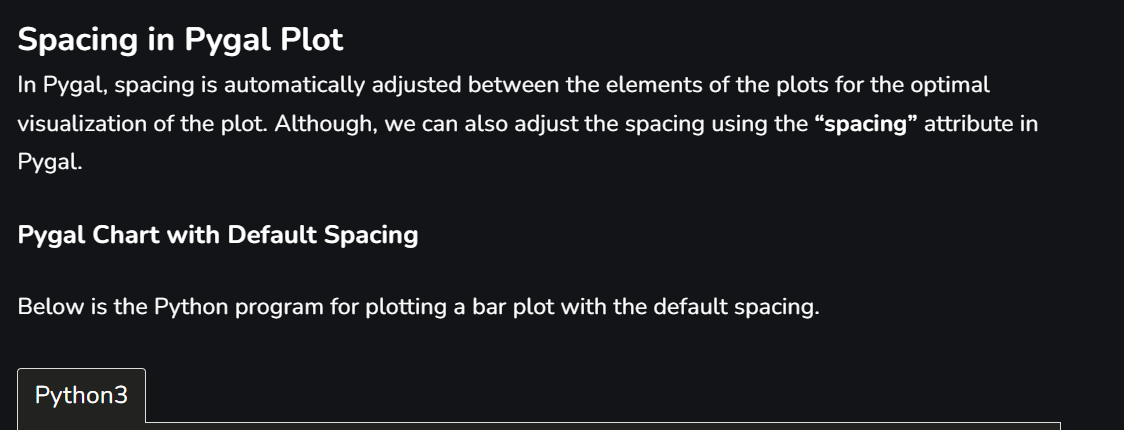 Spacing in Pygal Plot
In Pygal, spacing is automatically adjusted between the elements of the plots for the optimal
visualization of the plot. Although, we can also adjust the spacing using the “spacing” attribute in
Pygal.
Pygal Chart with Default Spacing
Below is the Python program for plotting a bar plot with the default spacing.
Python3